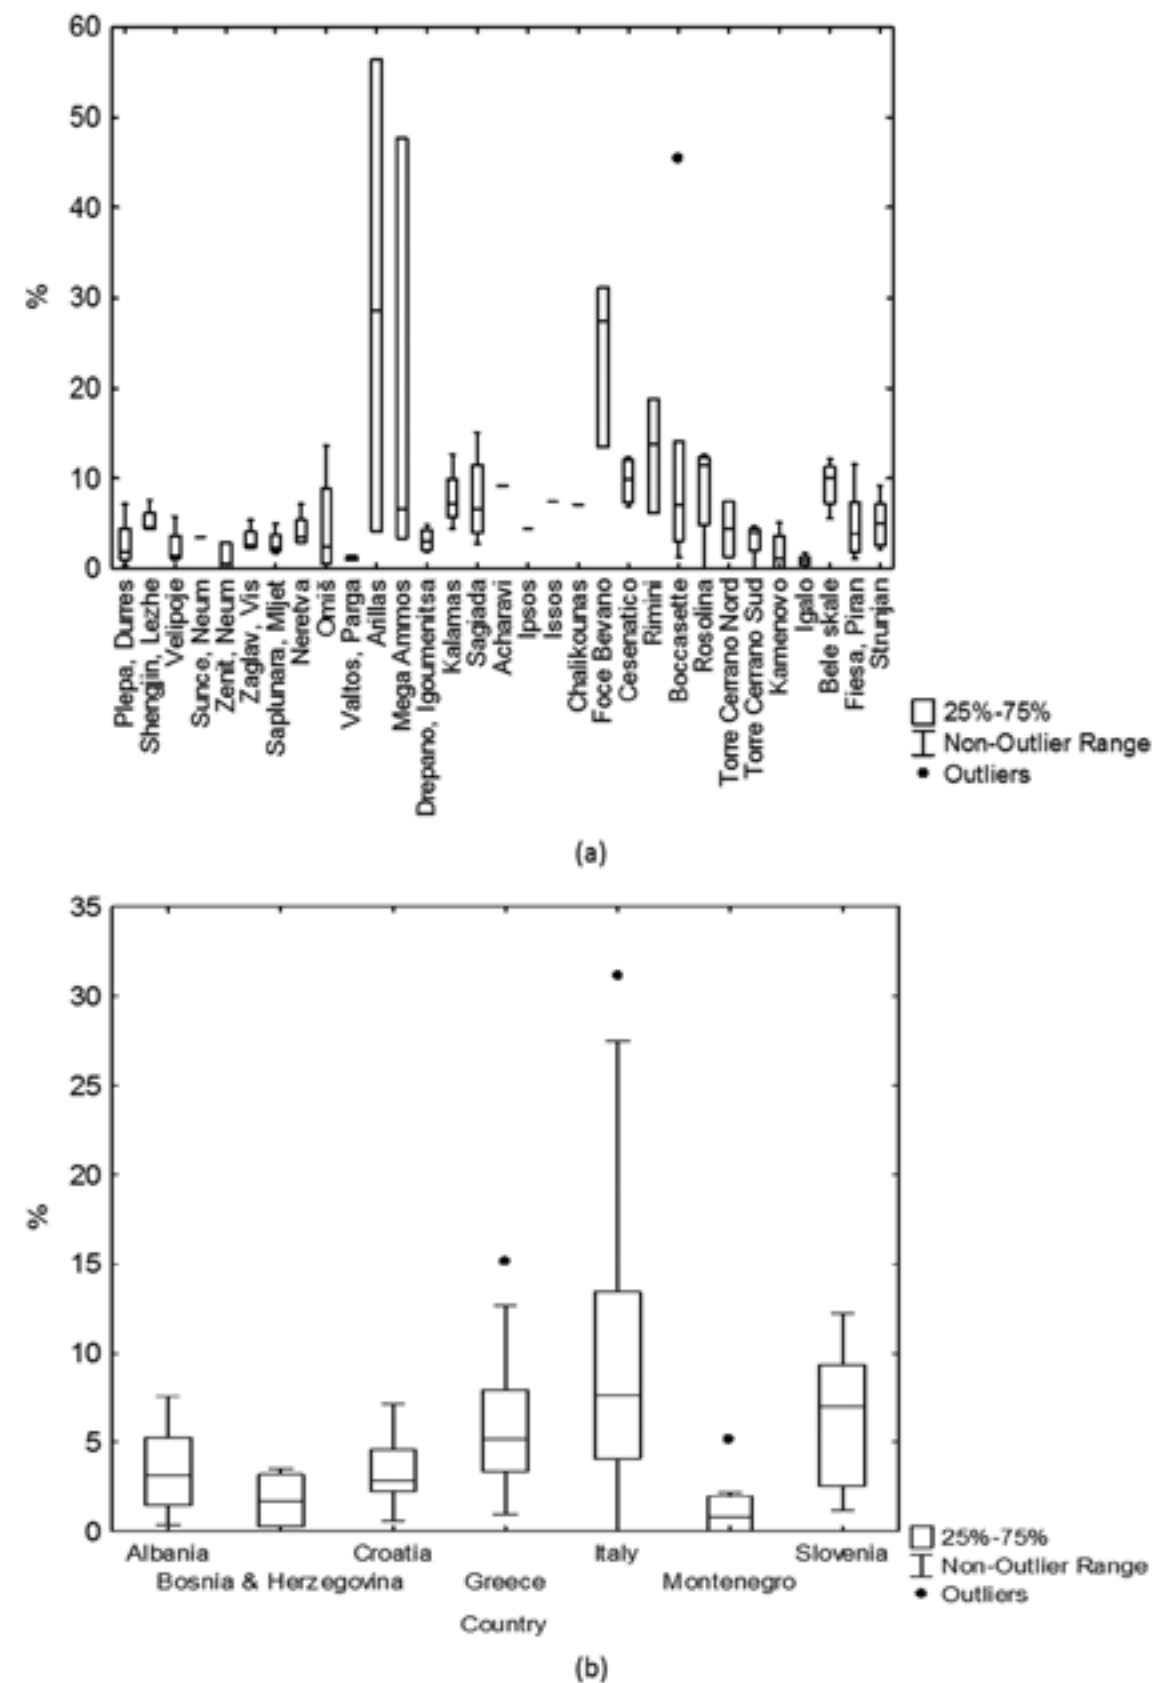 60
50
40
30
20
10
0
%
Plepa, Durres
Shengjin, Lezhe
Velipoje
Sunce, Neum
Zenit, Neum
Zaglav, Vis
Saplunara, Mljet
Neretva
Omiš
Valtos, Parga
Arillas
Mega Ammos
Drepano, Igoumenitsa
Kalamas
Sagiada
Acharavi
Ipsos
Issos
Chalikounas
Foce Bevano
Cesenatico
Rimini
Boccasette
Rosolina
Torre Cerrano Nord
Torre Cerrano Sud
Kamenovo
Igalo
Bele skale
Fiesa, Piran
Strunjan
25%-75%
Non-Outlier Range
Outliers
(a)
35
30
25
20
15
10
5
0
%
Albania
Bosnia & Herzegovina
Croatia
Greece
Italy
Montenegro
Slovenia
Country
25%-75%
Non-Outlier Range
Outliers
(b)